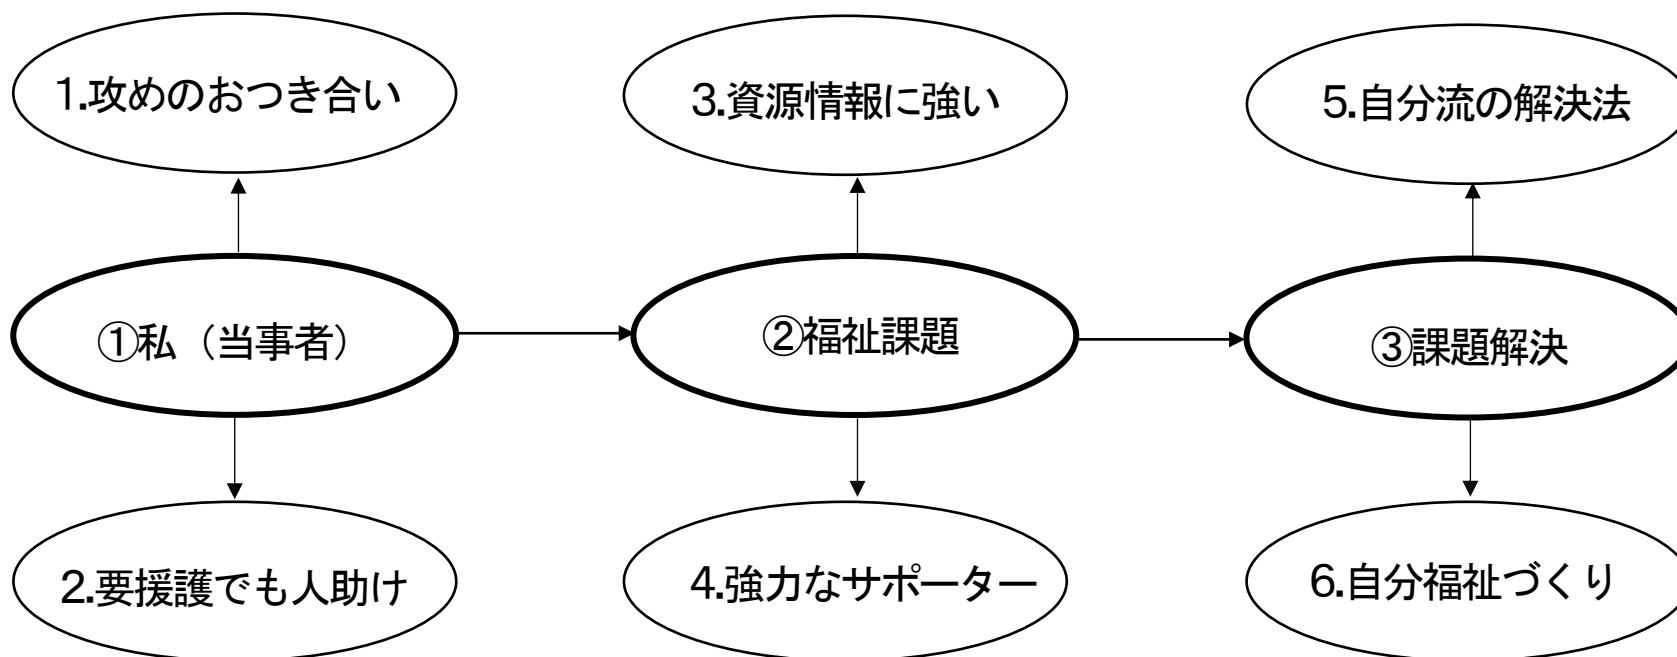 1.攻めのおつき合い
3.資源情報に強い
5.自分流の解決法
①私（当事者）
②福祉課題
③課題解決
2.要援護でも人助け
4.強力なサポーター
6.自分福祉づくり